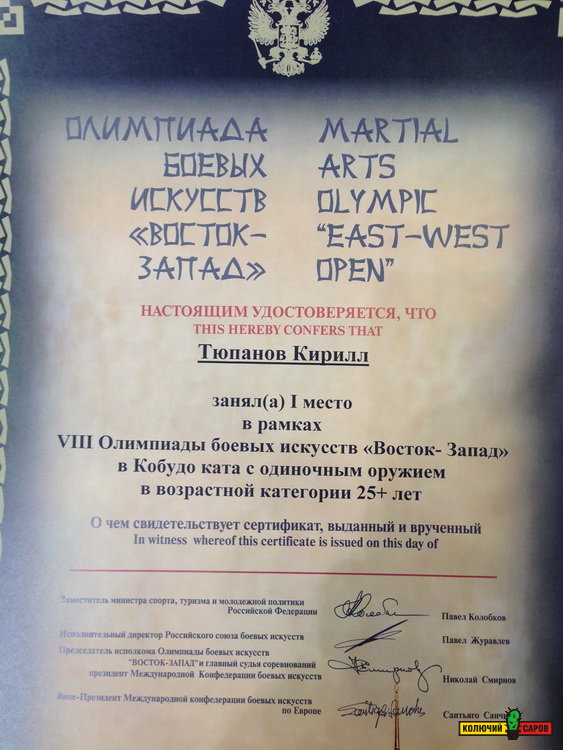 ОЛИМПИАДА
БОЕВЫХ
ИСКУССТВ
«ВОСТОК-
ЗАПАД»
MARTIAL
ARTS
OLYMPIC
“EAST-WEST
OPEN”
НАСТОЯЩИМ УДОСТОВЕРЯЕТСЯ, ЧТО
THIS HEREBY CONFERS THAT
Тюпанов Кирилл
занял(а) I место
в рамках
VIII Олимпиады боевых искусств «Восток- Запад»
в Кобудо ката с одиночным оружием
в возрастной категории 25+ лет
О чем свидетельствует сертификат, выданный и врученный
In witness whereof this certificate is issued on this day of
Заместитель министра спорта, туризма и молодежной политики
Российской Федерации
Павел Колобков
Исполнительный директор Российского союза боевых искусств
Павел Журавлев
Председатель исполкома Олимпиады боевых искусств
"ВОСТОК-ЗАПАД" и главный судья соревнований
президент Международной Конфедерации боевых искусств
Николай Смирнов
Вице-Президент Международной конфедерации боевых искусств
по Европе
Сантьяго
КОЛЮЧИЙ САРОВ